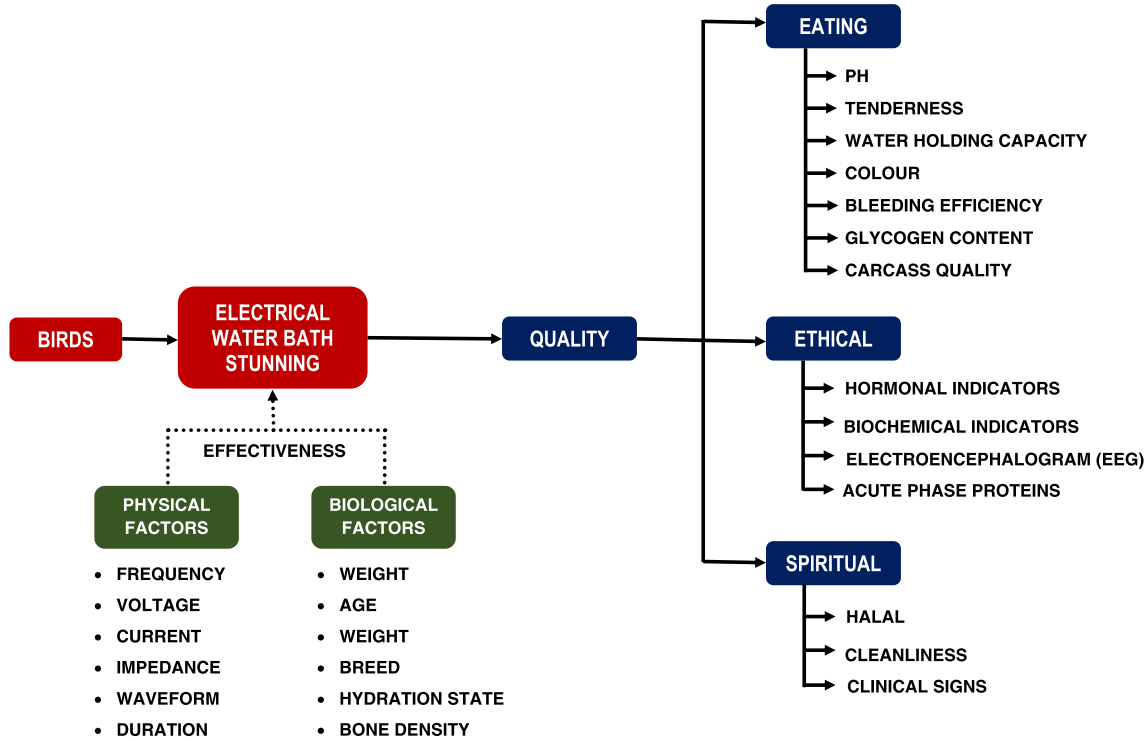 BIRDS
ELECTRICAL
WATER BATH
STUNNING
EFFECTIVENESS
PHYSICAL
FACTORS
• FREQUENCY
• VOLTAGE
• CURRENT
• IMPEDANCE
• WAVEFORM
• DURATION
BIOLOGICAL
FACTORS
• WEIGHT
• AGE
• WEIGHT
• BREED
• HYDRATION STATE
• BONE DENSITY
QUALITY
EATING
PH
TENDERNESS
WATER HOLDING CAPACITY
COLOUR
BLEEDING EFFICIENCY
GLYCOGEN CONTENT
CARCASS QUALITY
ETHICAL
HORMONAL INDICATORS
BIOCHEMICAL INDICATORS
ELECTROENCEPHALOGRAM (EEG)
ACUTE PHASE PROTEINS
SPIRITUAL
HALAL
CLEANLINESS
CLINICAL SIGNS